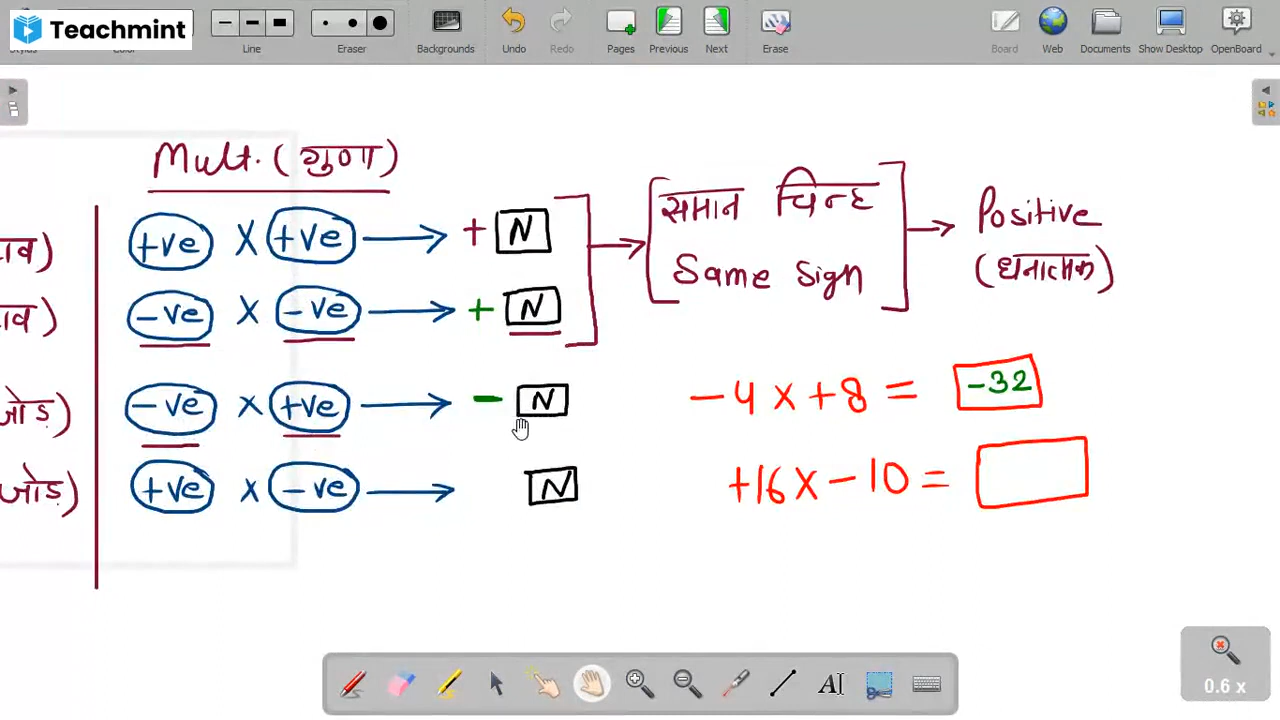 Teachmint
Line
Eraser
Backgrounds
Undo
Redo
Pages
Previous
Next
Erase
Board
Web
Documents
Show Desktop
OpenBoard
Mult. (गुणा)
+ve X +ve → + N
-ve X -ve → + N
-ve x +ve → - N
+ve x -ve → N
समान चिन्ह
Same Sign
→ Positive
(धनात्मक)
-4 x +8 = -32
+16 x -10 =
जोड़)
जोड़)
0.6 x